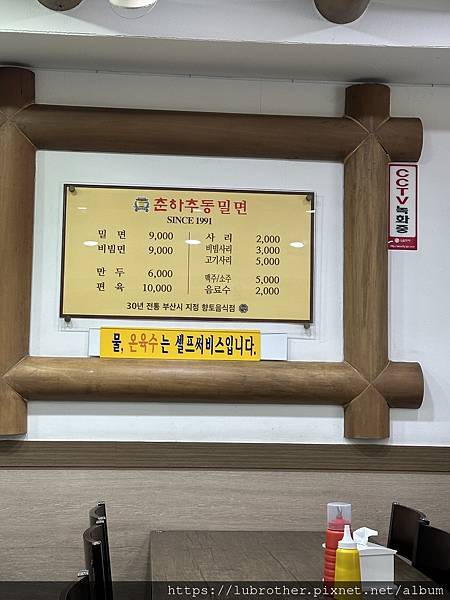 춘하추동밀면
SINCE 1991
밀 면 9,000
비빔면 9,000
만 두 6,000
편 육 10,000
사 리 2,000
비빔사리 3,000
고기사리 5,000
맥주/소주 5,000
음료수 2,000
30년 전통 부산시 지정 향토음식점
물, 온육수는 셀프써비스입니다.
CCTV 녹화중
https://lubrother.pixnet.net/album